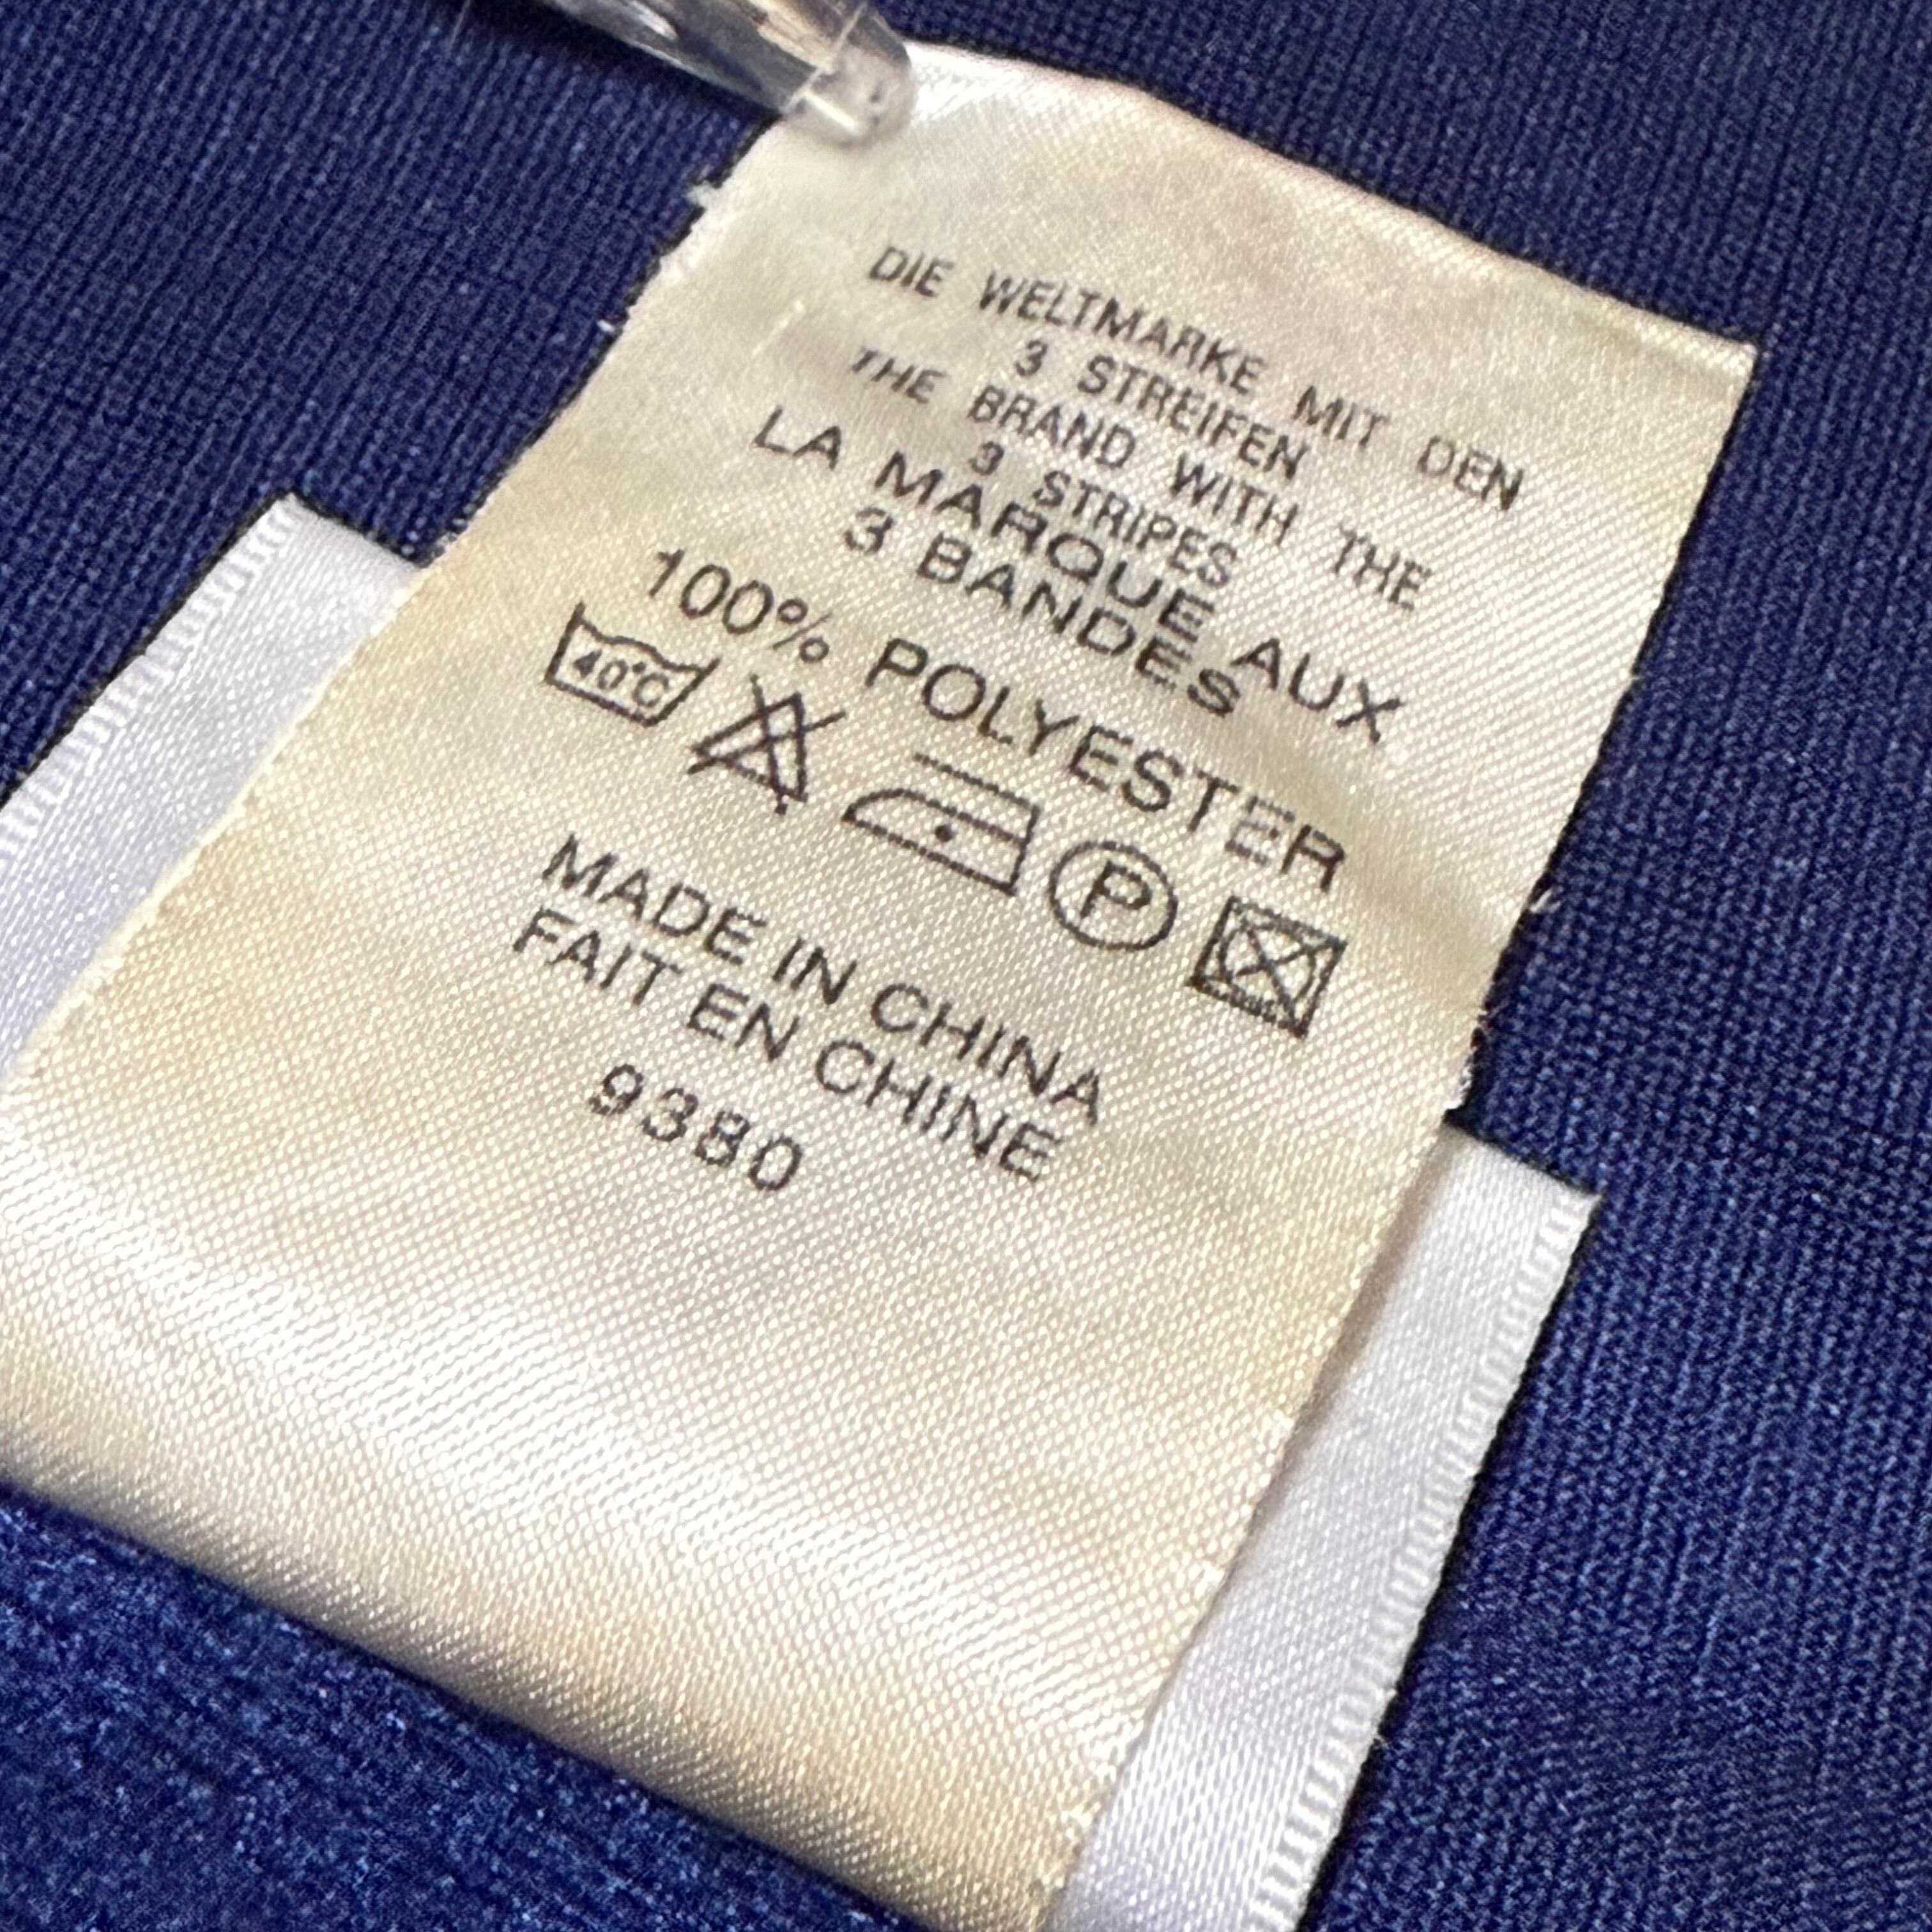 DIE WELTMARKE MIT DEN
3 STREIFEN
THE BRAND WITH THE
3 STRIPES
LA MARQUE AUX
3 BANDES
100% POLYESTER
40°C P
MADE IN CHINA
FAIT EN CHINE
9380